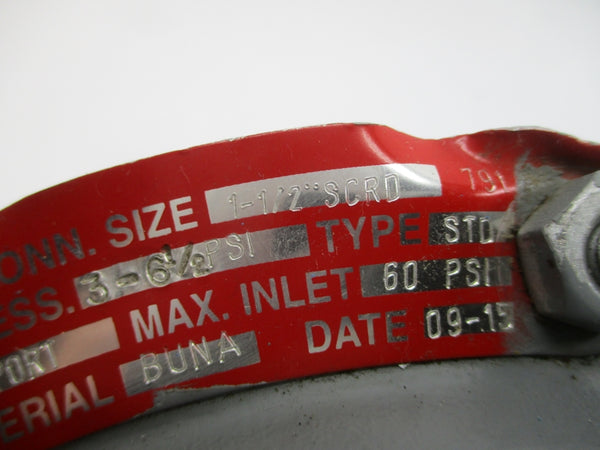 ONN. SIZE 1-1/2"SCRD 791
ESS. 3-6½ PSI TYPE STD
PORT MAX. INLET 60 PSI
ERIAL BUNA DATE 09-13